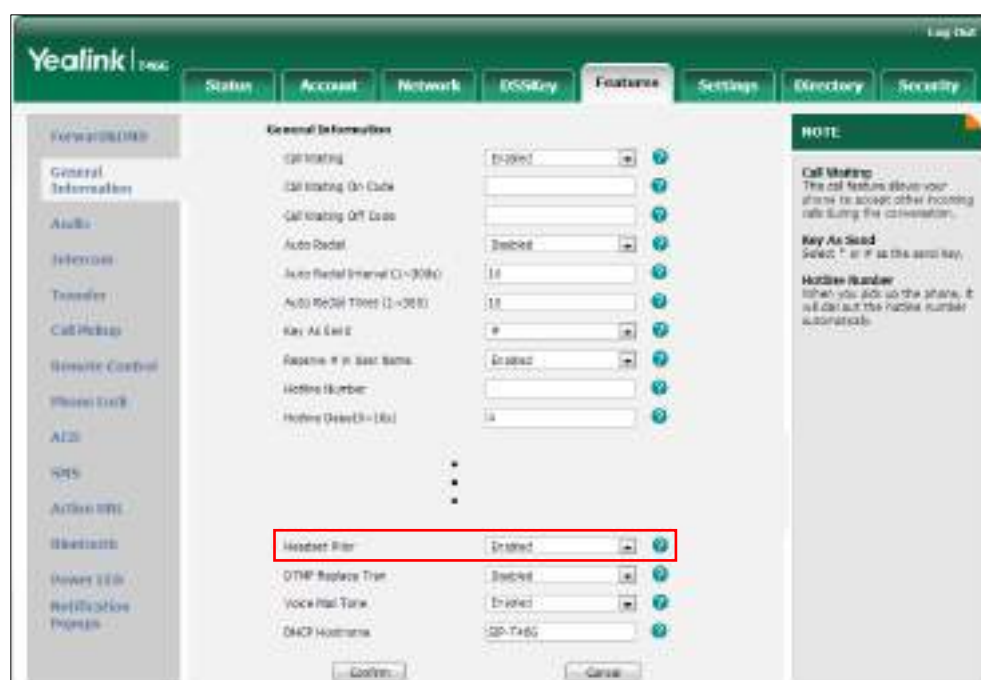 Log Out
Yealink T46G
Status Account Network DSSKey Features Settings Directory Security
Forward&DND
General Information
Audio
Intercom
Transfer
Call Pickup
Remote Control
Phone Lock
ACD
SMS
Action URL
Bluetooth
Power LED
Notification Popups
General Information
Call Waiting Enabled
Call Waiting On Code
Call Waiting Off Code
Auto Redial Disabled
Auto Redial Interval (1~300s) 10
Auto Redial Times (1~300) 10
Key As Send #
Reserve # in User Name Enabled
Hotline Number
Hotline Delay(0~10s) 4
Headset Prior Enabled
DTMF Replace Tran Disabled
Voice Mail Tone Enabled
DHCP Hostname SIP-T46G
Confirm Cancel
NOTE
Call Waiting
This call feature allows your
phone to accept other incoming
calls during the conversation.
Key As Send
Select * or # as the send key.
Hotline Number
When you pick up the phone, it
will dial out the hotline number
automatically.